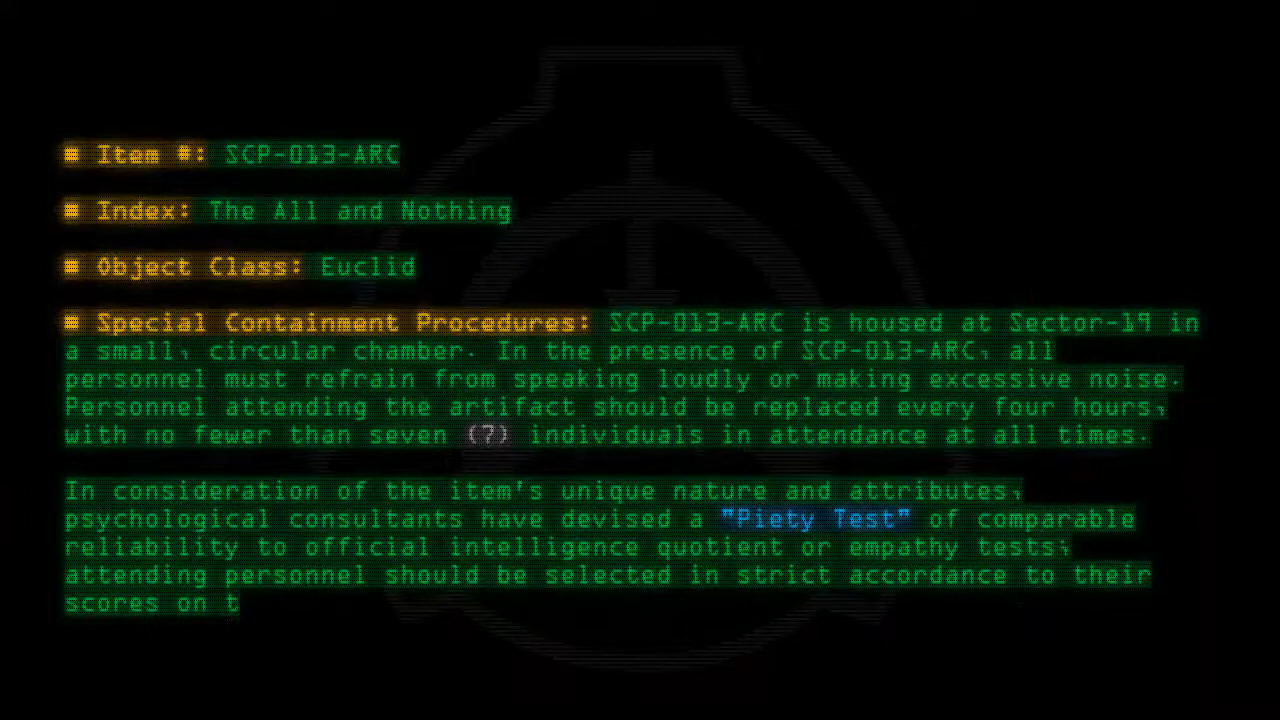 ■ Item #: SCP-013-ARC
■ Index: The All and Nothing
■ Object Class: Euclid
■ Special Containment Procedures: SCP-013-ARC is housed at Sector-19 in
a small, circular chamber. In the presence of SCP-013-ARC, all
personnel must refrain from speaking loudly or making excessive noise.
Personnel attending the artifact should be replaced every four hours,
with no fewer than seven (7) individuals in attendance at all times.
In consideration of the item's unique nature and attributes,
psychological consultants have devised a "Piety Test" of comparable
reliability to official intelligence quotient or empathy tests;
attending personnel should be selected in strict accordance to their
scores on t